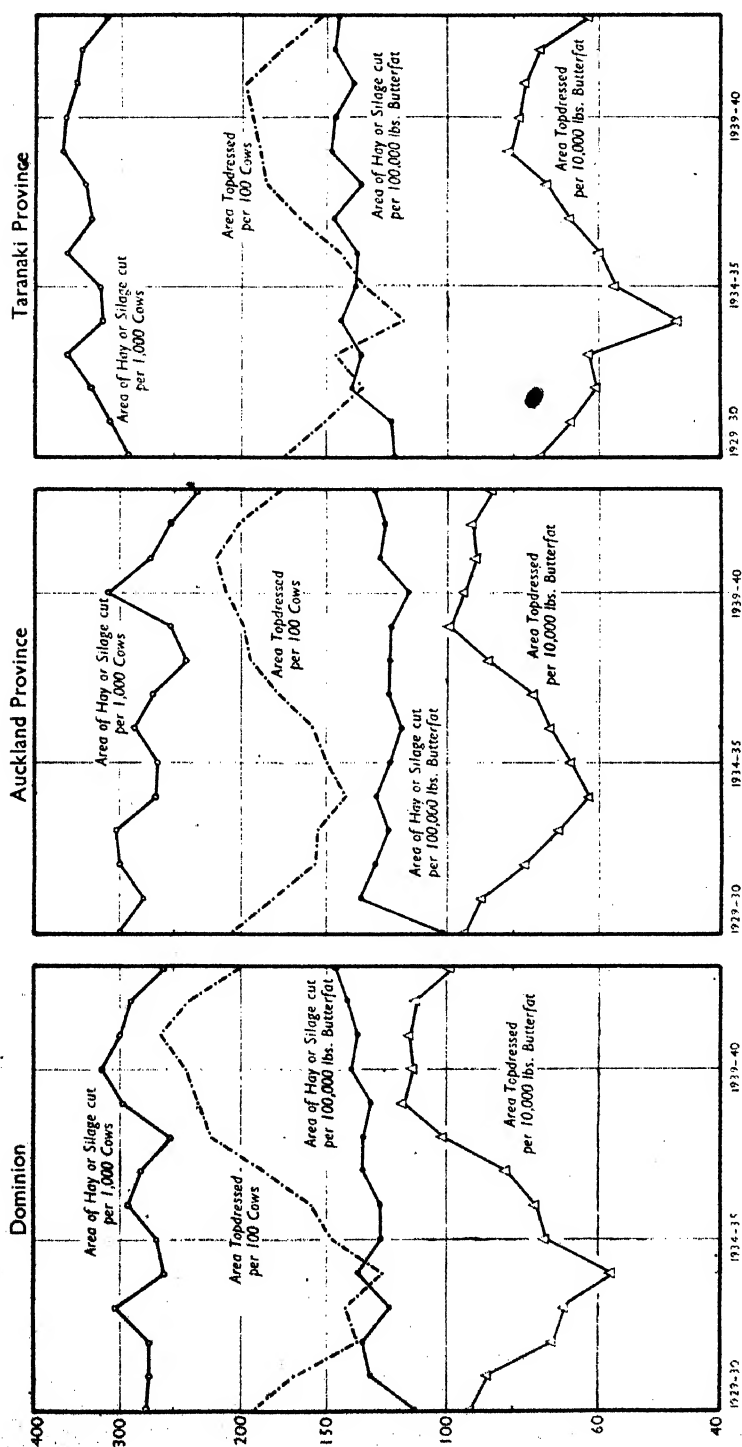 Dominion
Area of Hay or Silage cut
per 1,000 Cows
Area Topdressed
per 100 Cows
Area of Hay or Silage cut
per 100,000 lbs. Butterfat
Area Topdressed
per 10,000 lbs. Butterfat
400
300
200
150
100
60
40
1929-30
1934-35
1939-40
Auckland Province
Area of Hay or Silage cut
per 1,000 Cows
Area Topdressed
per 100 Cows
Area of Hay or Silage cut
per 100,000 lbs. Butterfat
Area Topdressed
per 10,000 lbs. Butterfat
1929-30
1934-35
1939-40
Taranaki Province
Area of Hay or Silage cut
per 1,000 Cows
Area Topdressed
per 100 Cows
Area of Hay or Silage cut
per 100,000 lbs. Butterfat
Area Topdressed
per 10,000 lbs. Butterfat
1929-30
1934-35
1939-40